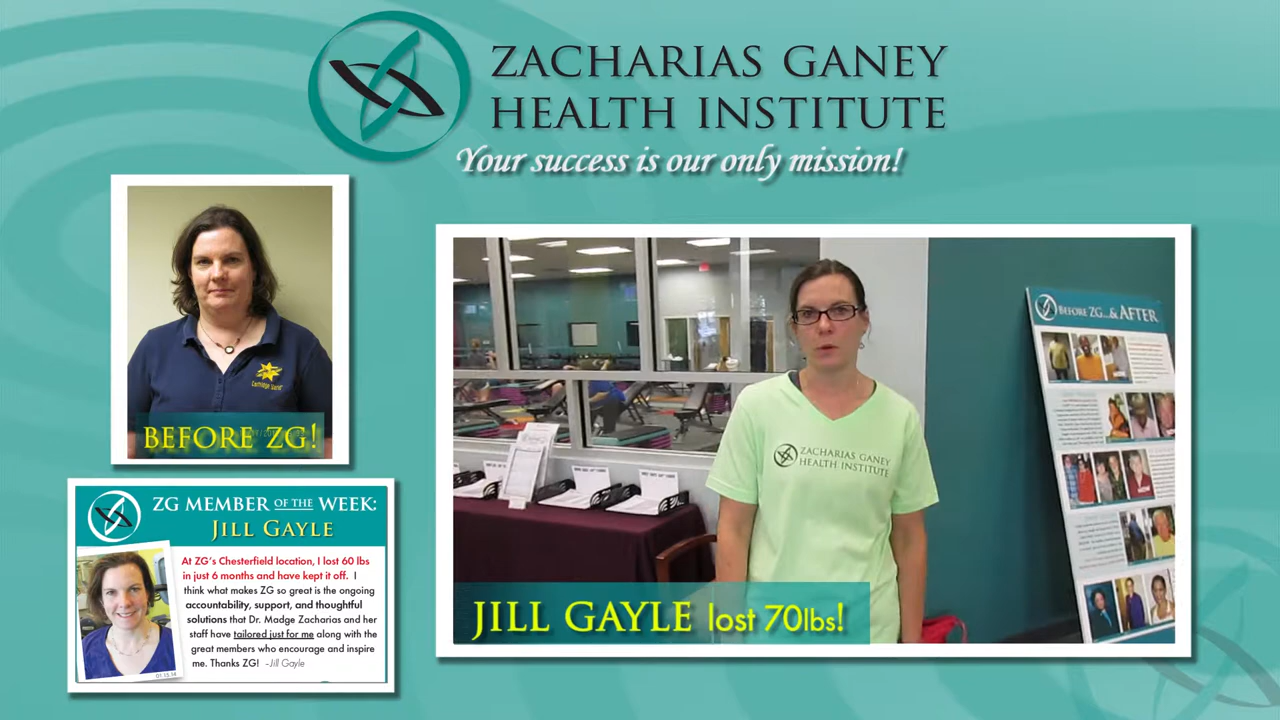 ZACHARIAS GANEY
HEALTH INSTITUTE
Your success is our only mission!
BEFORE ZG!
ZG MEMBER OF THE WEEK:
JILL GAYLE
At ZG's Chesterfield location, I lost 60 lbs
in just 6 months and have kept it off. I
think what makes ZG so great is the ongoing
accountability, support, and thoughtful
solutions that Dr. Madge Zacharias and her
staff have tailored just for me along with the
great members who encourage and inspire
me. Thanks ZG! –Jill Gayle
01.15.14
BEFORE ZG...& AFTER
ZACHARIAS GANEY
HEALTH INSTITUTE
JILL GAYLE lost 70lbs!